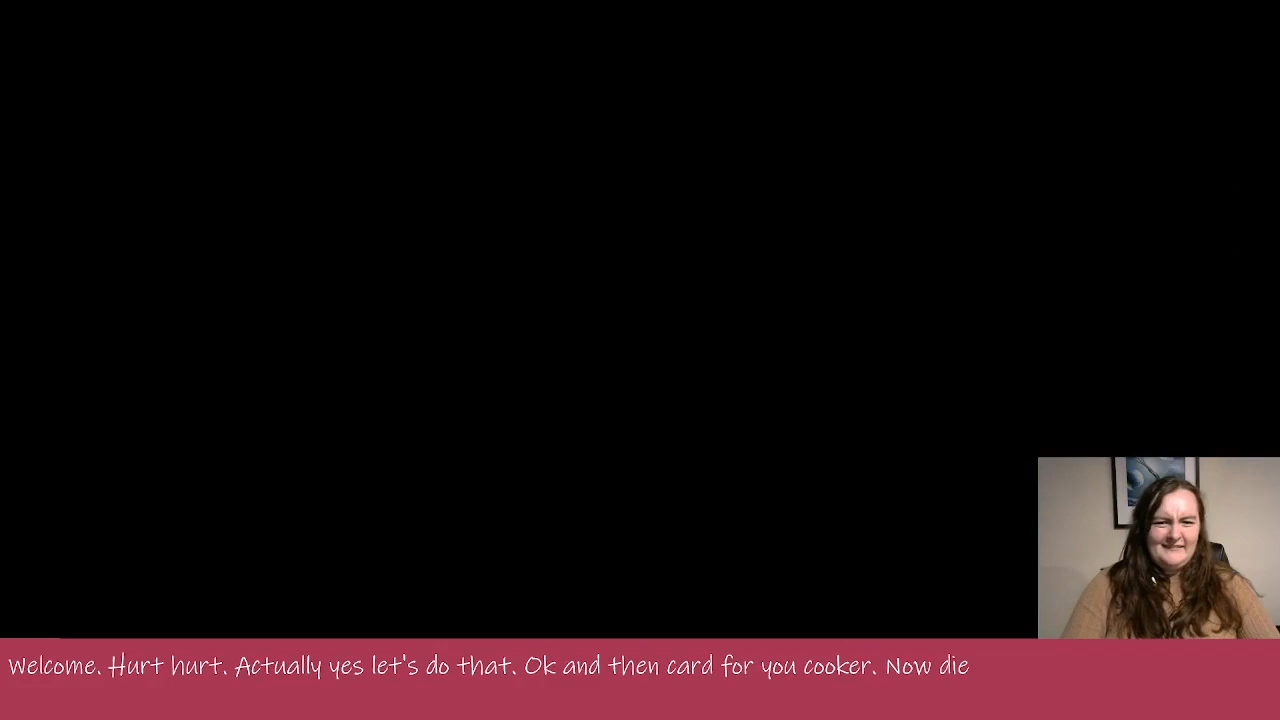 Welcome. Hurt hurt. Actually yes let's do that. Ok and then card for you cooker. Now die